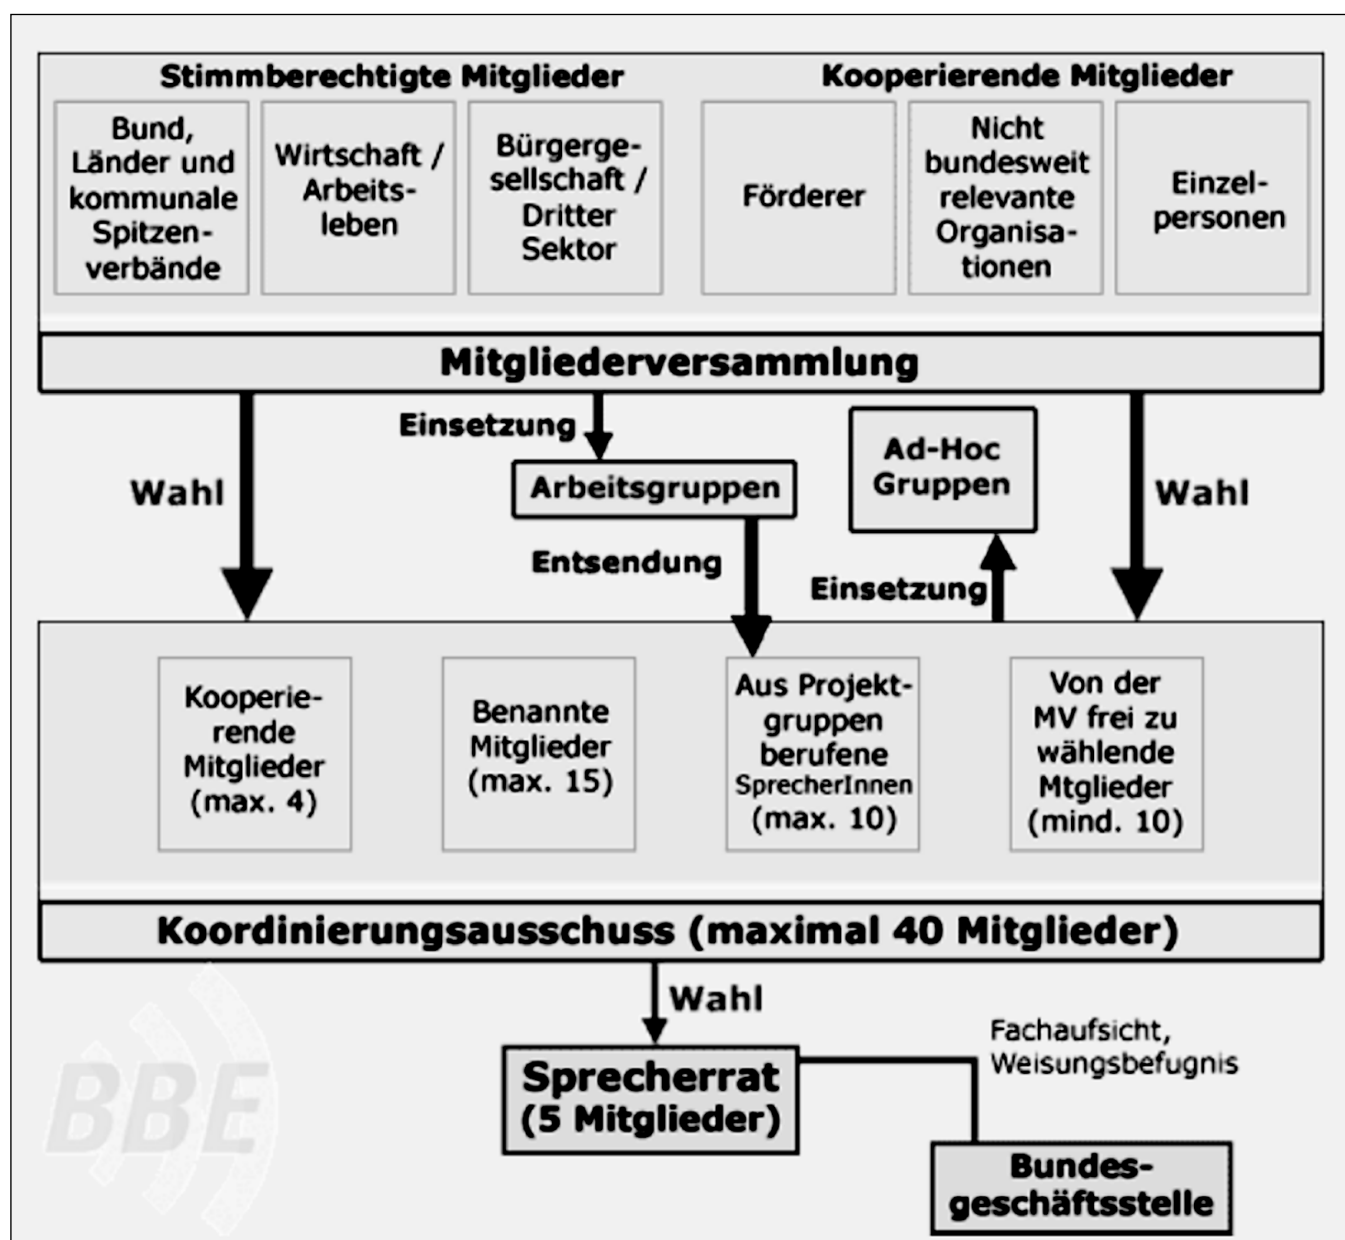 Stimmberechtigte Mitglieder
Kooperierende Mitglieder
Bund,
Länder und
kommunale
Spitzen-
verbände
Wirtschaft /
Arbeits-
leben
Bürgerge-
sellschaft /
Dritter
Sektor
Förderer
Nicht
bundesweit
relevante
Organisa-
tionen
Einzel-
personen
Mitgliederversammlung
Einsetzung
Ad-Hoc
Gruppen
Wahl
Arbeitsgruppen
Wahl
Entsendung
Einsetzung
Kooperie-
rende
Mitglieder
(max. 4)
Benannte
Mitglieder
(max. 15)
Aus Projekt-
gruppen
berufene
SprecherInnen
(max. 10)
Von der
MV frei zu
wählende
Mtglieder
(mind. 10)
Koordinierungsausschuss (maximal 40 Mitglieder)
Wahl
Fachaufsicht,
Weisungsbefugnis
Sprecherrat
(5 Mitglieder)
BBE
Bundes-
geschäftsstelle